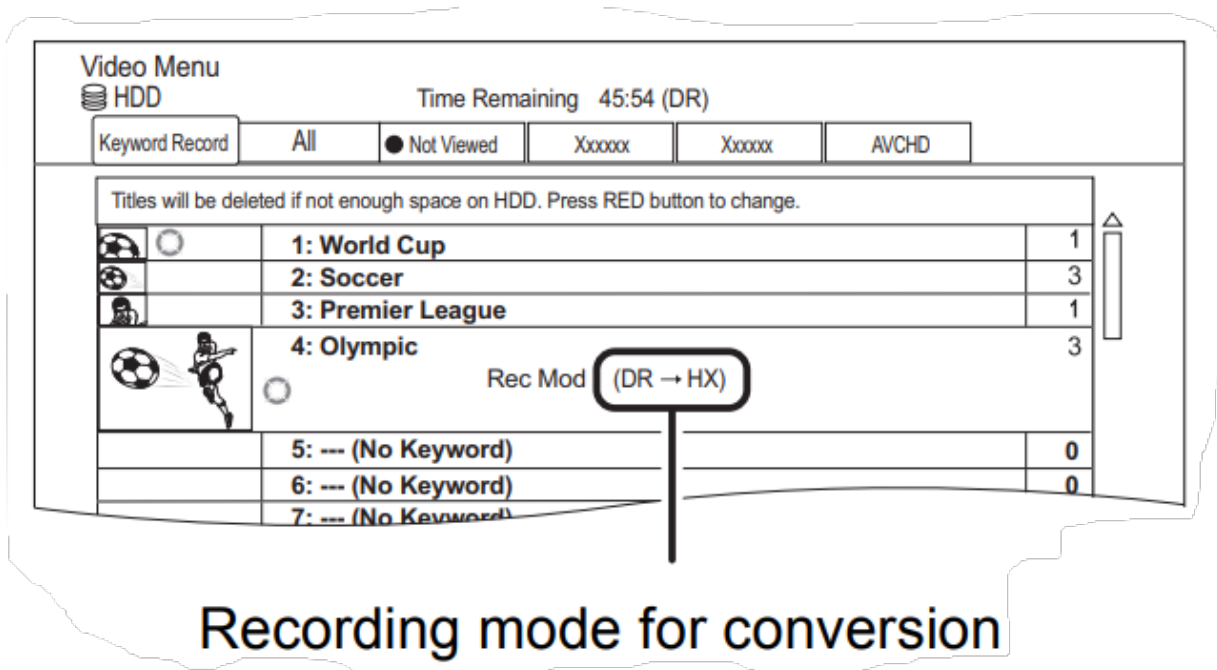 Video Menu
HDD Time Remaining 45:54 (DR)
Keyword Record All Not Viewed Xxxxxx Xxxxxx AVCHD
Titles will be deleted if not enough space on HDD. Press RED button to change.
1: World Cup 1
2: Soccer 3
3: Premier League 1
4: Olympic 3
Rec Mod (DR → HX)
5: --- (No Keyword) 0
6: --- (No Keyword) 0
7: --- (No Keyword)
Recording mode for conversion